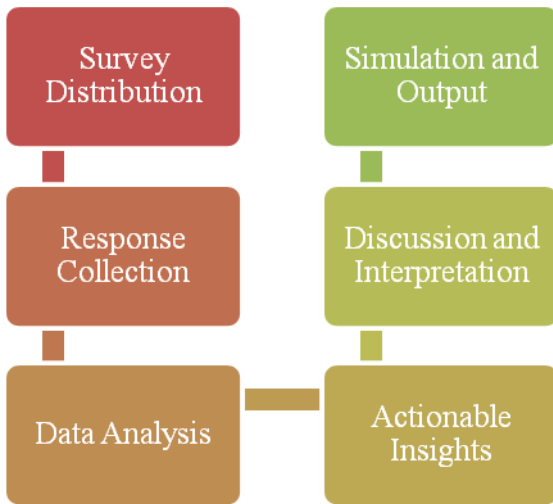 Survey
Distribution
Response
Collection
Data Analysis
Actionable
Insights
Discussion and
Interpretation
Simulation and
Output